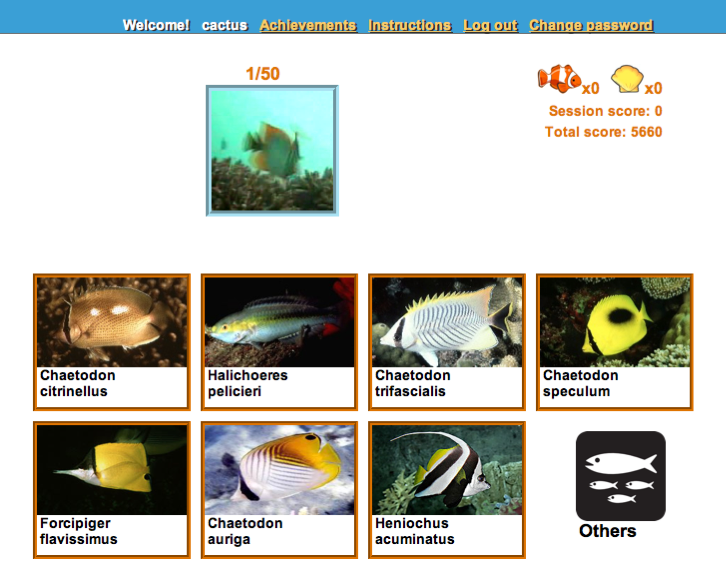 Welcome! cactus Achievements Instructions Log out Change password
1/50
x0 x0
Session score: 0
Total score: 5660
Chaetodon
citrinellus
Halichoeres
pelicieri
Chaetodon
trifascialis
Chaetodon
speculum
Forcipiger
flavissimus
Chaetodon
auriga
Heniochus
acuminatus
Others